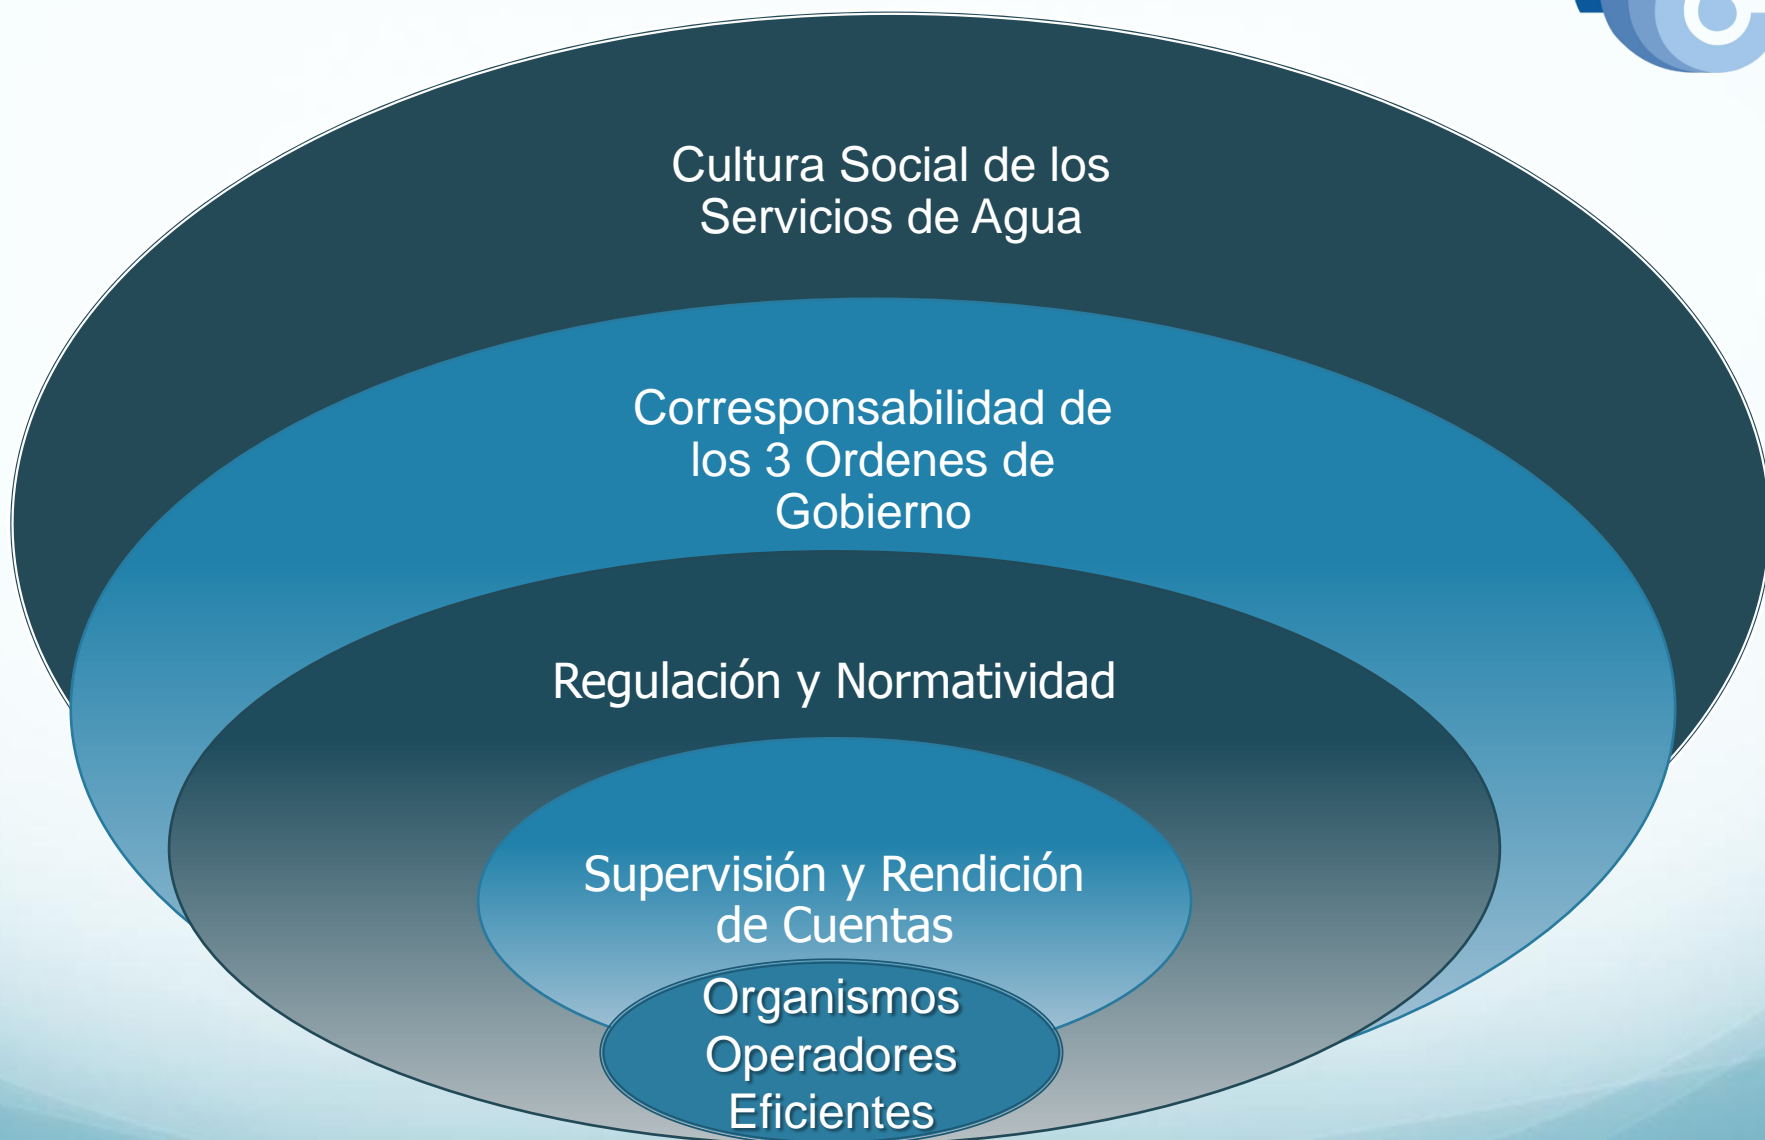 Cultura Social de los
Servicios de Agua
Corresponsabilidad de
los 3 Ordenes de
Gobierno
Regulación y Normatividad
Supervisión y Rendición
de Cuentas
Organismos
Operadores
Eficientes